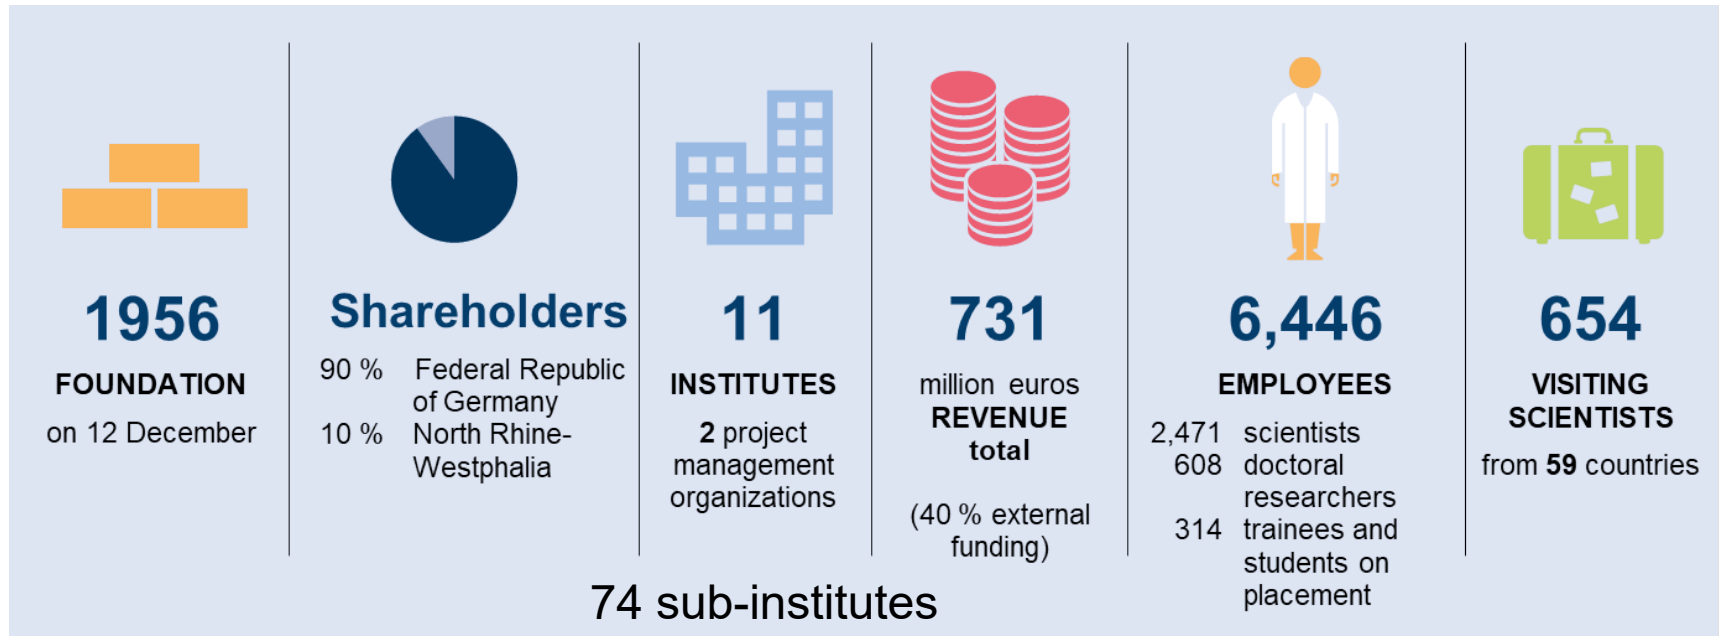 1956
FOUNDATION
on 12 December
Shareholders
90 % Federal Republic
of Germany
10 % North Rhine-
Westphalia
11
INSTITUTES
2 project
management
organizations
731
million euros
REVENUE
total
(40 % external
funding)
6,446
EMPLOYEES
2,471 scientists
608 doctoral
researchers
314 trainees and
students on
placement
654
VISITING
SCIENTISTS
from 59 countries
74 sub-institutes